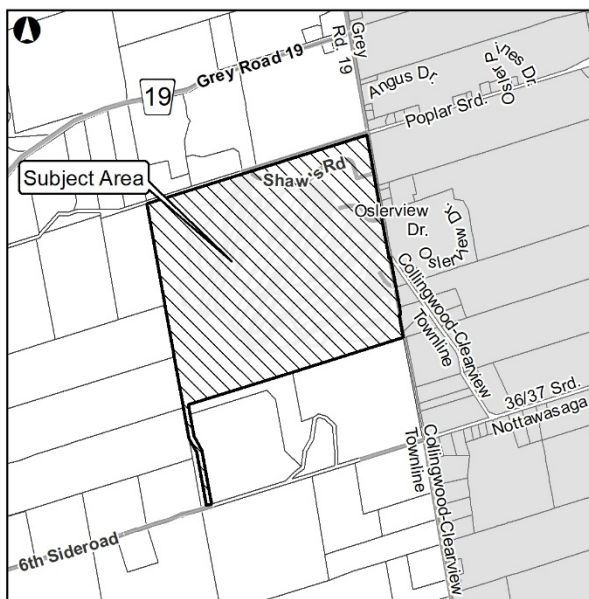 Grey
Rd. 19
Grey Road 19
19
Angus Dr.
Osler P.
nes Dr.
Poplar Srd.
Subject Area
Shaw's Rd
Oslerview
Dr.
Osler
view Dr.
Collingwood-Clearview
Townline
36/37 Srd.
Nottawasaga
6th Sideroad
Collingwood-Clearview
Townline